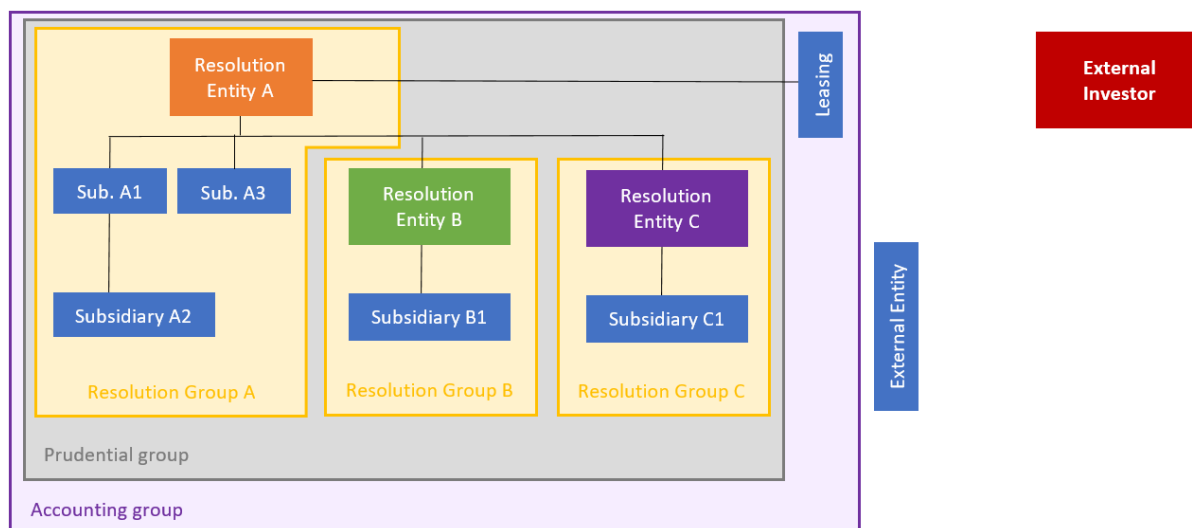 Resolution
Entity A
Leasing
External
Investor
Sub. A1
Sub. A3
Resolution
Entity B
Resolution
Entity C
Subsidiary A2
Subsidiary B1
Subsidiary C1
External Entity
Resolution Group A
Resolution Group B
Resolution Group C
Prudential group
Accounting group